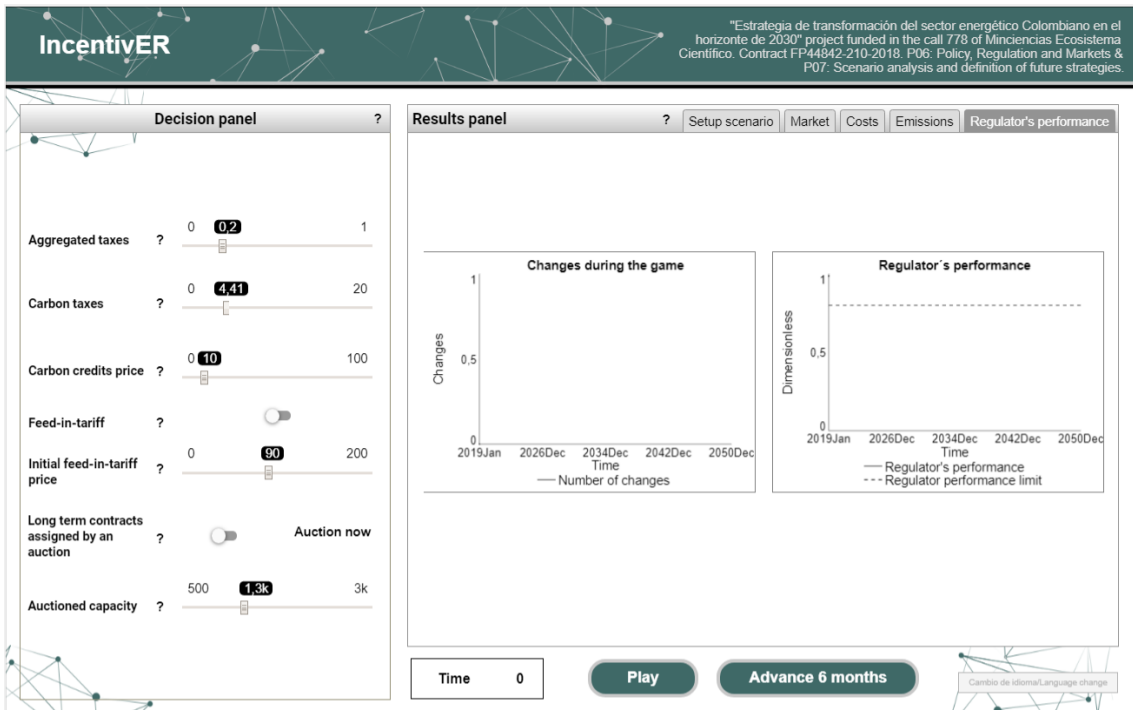 IncentivER
"Estrategia de transformación del sector energético Colombiano en el
horizonte de 2030" project funded in the call 778 of Minciencias Ecosistema
Científico. Contract FP44842-210-2018. P06: Policy, Regulation and Markets &
P07: Scenario analysis and definition of future strategies.
Decision panel ?
Aggregated taxes ? 0 0,2 1
Carbon taxes ? 0 4,41 20
Carbon credits price ? 0 10 100
Feed-in-tariff ?
Initial feed-in-tariff
price ? 0 90 200
Long term contracts
assigned by an
auction ? Auction now
Auctioned capacity ? 500 1,3k 3k
Results panel ? Setup scenario Market Costs Emissions Regulator's performance
Changes during the game
Changes
1
0,5
0
2019Jan 2026Dec 2034Dec 2042Dec 2050Dec
Time
Number of changes
Regulator´s performance
Dimensionless
1
0,5
0
2019Jan 2026Dec 2034Dec 2042Dec 2050Dec
Time
Regulator's performance
Regulator performance limit
Time 0
Play
Advance 6 months
Cambio de idioma/Language change